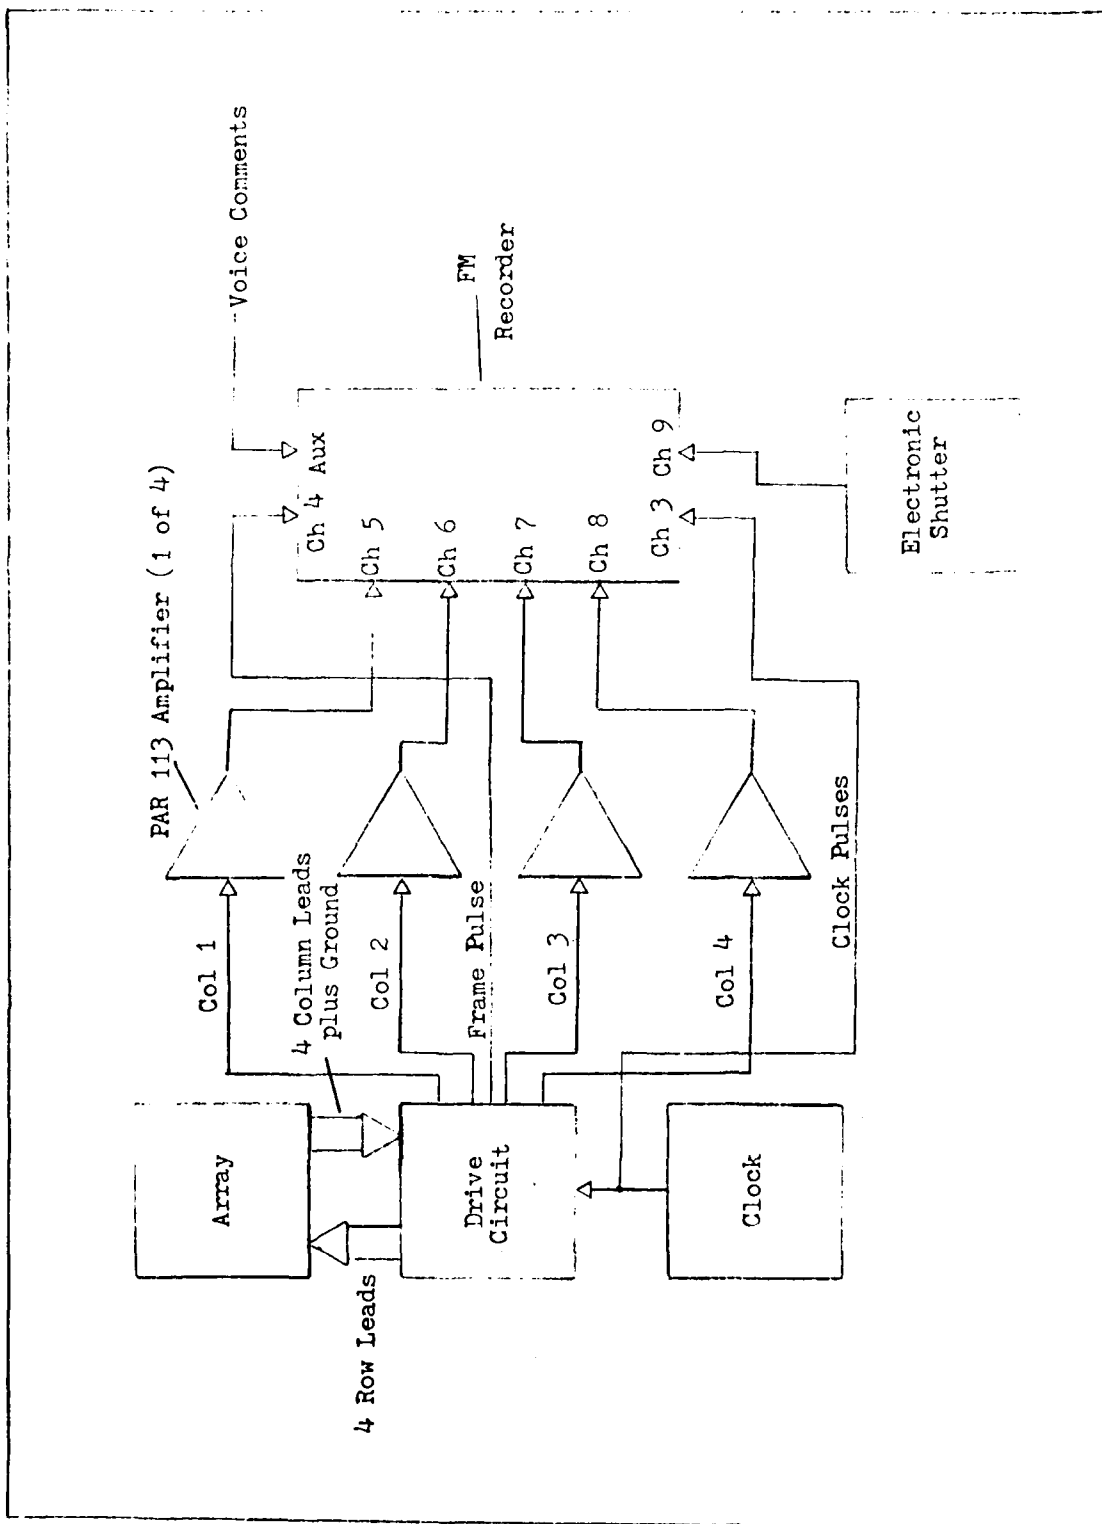 PAR 113 Amplifier (1 of 4)
Voice Comments
Array
4 Column Leads
plus Ground
4 Row Leads
Drive
Circuit
Clock
Col 1
Col 2
Frame Pulse
Col 3
Col 4
Clock Pulses
Ch 4
Aux
Ch 5
Ch 6
Ch 7
Ch 8
Ch 3
Ch 9
FM
Recorder
Electronic
Shutter